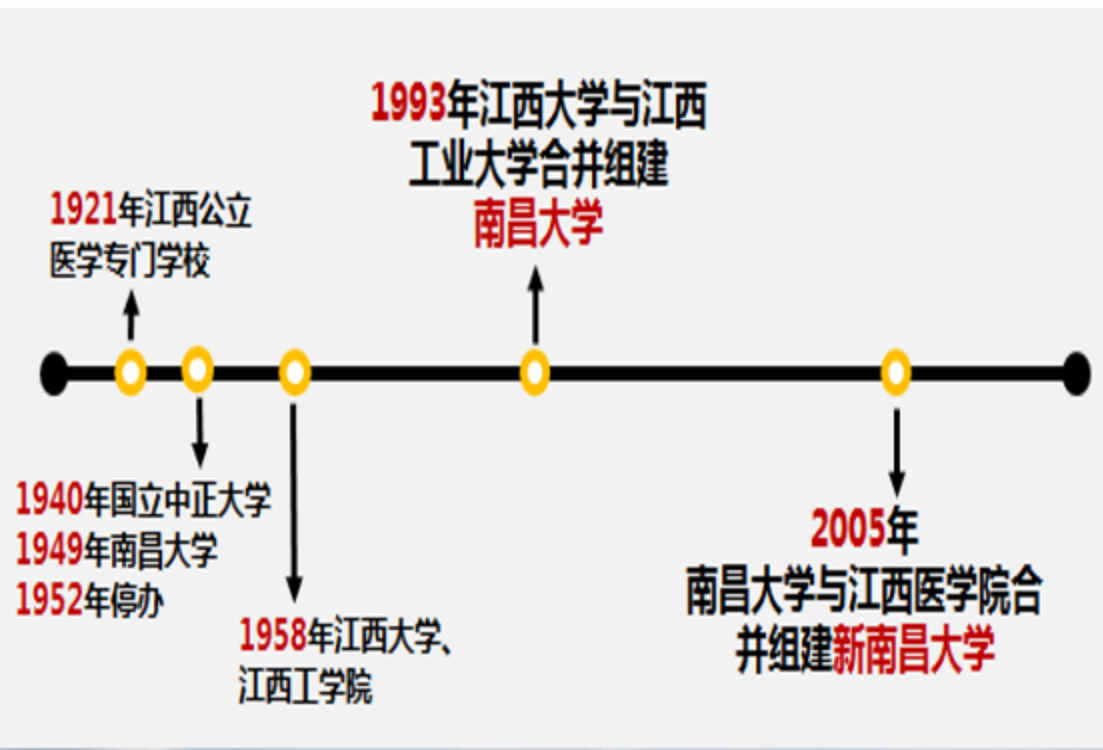 1993年江西大学与江西
工业大学合并组建
南昌大学
1921年江西公立
医学专门学校
1940年国立中正大学
1949年南昌大学
1952年停办
1958年江西大学、
江西工学院
2005年
南昌大学与江西医学院合
并组建新南昌大学